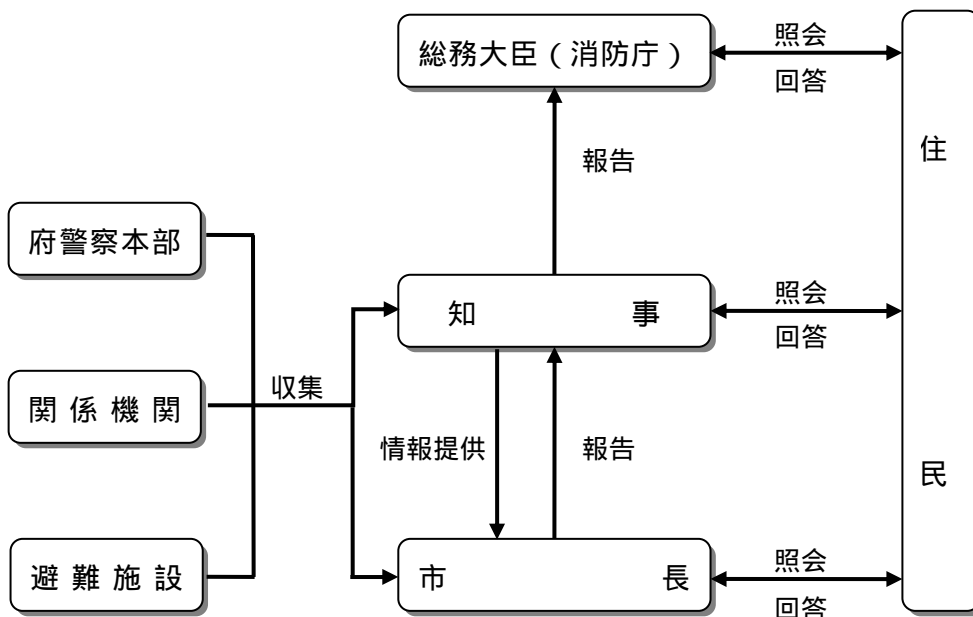 総務大臣（消防庁）
照会
回答
住民
報告
府警察本部
知事
照会
回答
関係機関
収集
情報提供
報告
避難施設
市長
照会
回答